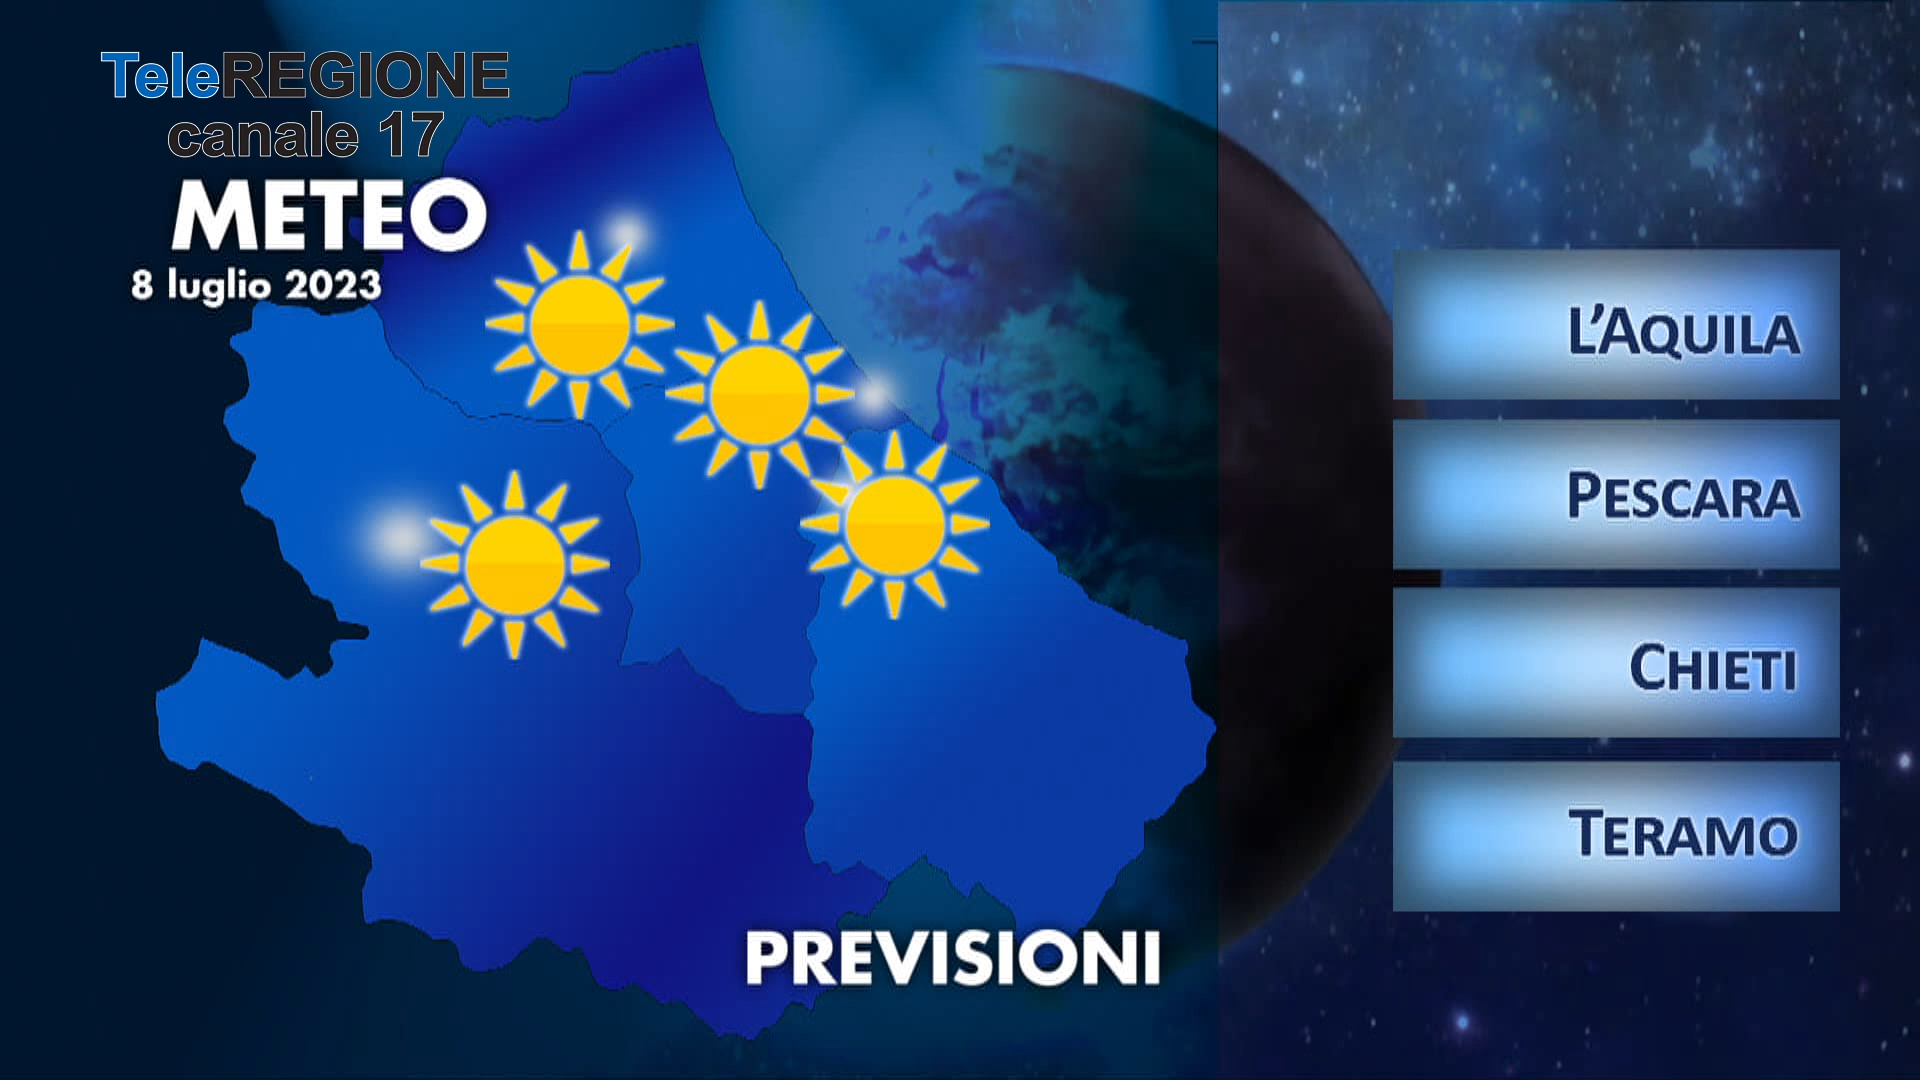 TeleREGIONE
canale 17
METEO
8 luglio 2023
L'AQUILA
PESCARA
CHIETI
TERAMO
PREVISIONI